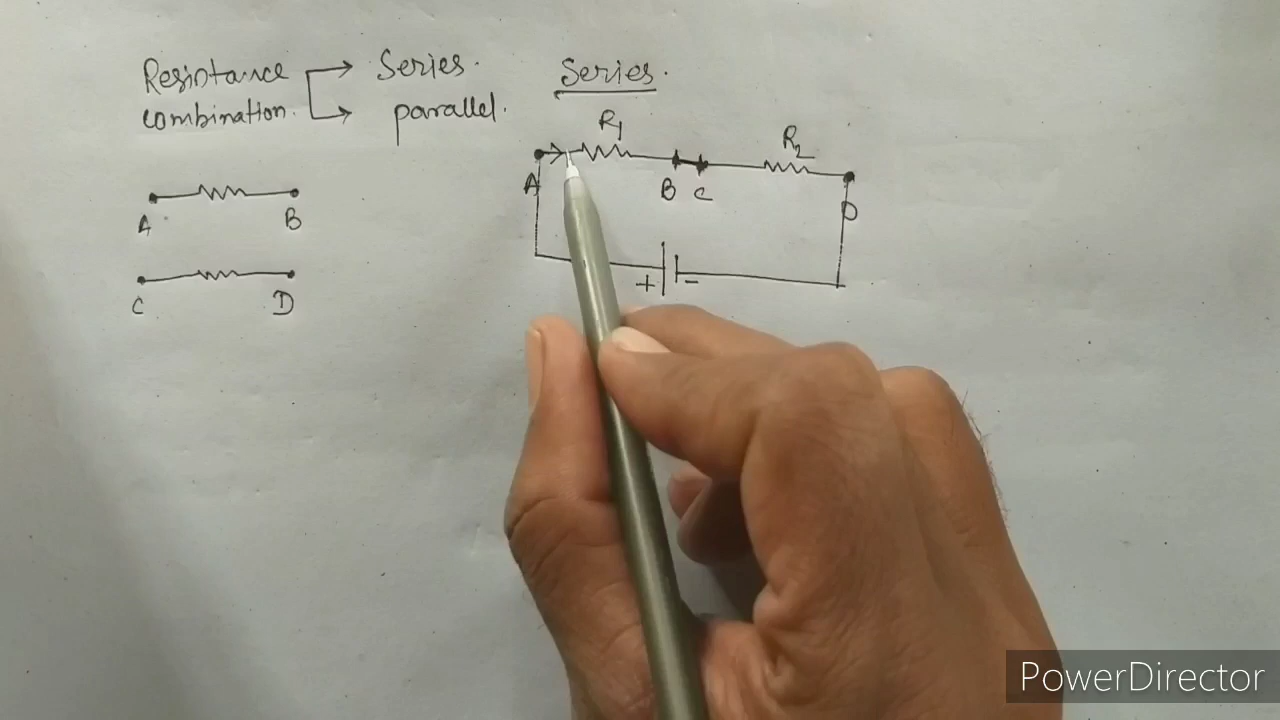 Resistance
combination.
Series.
parallel.
A
B
C
D
Series.
R1
R2
A
B
C
D
+
-
PowerDirector